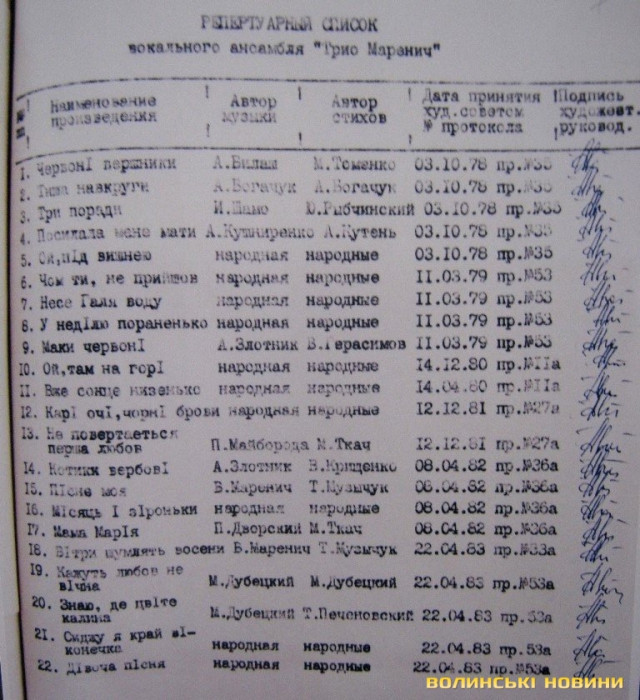 РЕПЕРТУАРНЫЙ СПИСОК
вокального ансамбля "Трио Маренич"
Наименование произведения ! Автор музыки ! Автор стихов ! Дата принятия худ.советом № протокола ! Подпись художест. руковод.
1. Червоні вершники А.Билаш М.Томенко 03.10.78 пр.№35
2. Тиша навкруги А.Богачук А.Богачук 03.10.78 пр.№35
3. Три поради И.Шамо Ю.Рыбчинский 03.10.78 пр.№35
4. Посилала мене мати А.Кушниренко А.Кутень 03.10.78 пр.№35
5. Ой,під вишнею народная народные 03.10.78 пр.№35
6. Чом ти, не прийшов народная народные 11.03.79 пр.№53
7. Несе Галя воду народная народные 11.03.79 пр.№53
8. У неділю пораненько народная народные 11.03.79 пр.№53
9. Маки червоні А.Злотник В.Герасимов 11.03.79 пр.№53
10. Ой,там на горі народная народные 14.12.80 пр.№11а
11. Вже сонце низенько народная народные 14.04.80 пр.№11а
12. Карі очі,чорні брови народная народные 12.12.81 пр.№27а
13. Не повертається
перша любов П.Майборода М.Ткач 12.12.81 пр.№27а
14. Котики вербові А.Злотник В.Крищенко 08.04.82 пр.№36а
15. Пісне моя В.Маренич Т.Музычук 08.04.82 пр.№36а
16. Місяць і зіроньки народная народные 08.04.82 пр.№36а
17. Мама Марія П.Дворский М.Ткач 08.04.82 пр.№36а
18. Вітри шумлять восени В.Маренич Т.Музычук 22.04.83 пр.№53а
19. Кажуть любов не
вічна М.Дубецкий М.Дубецкий 22.04.83 пр.№53а
20. Знаю, де цвіте
калина М.Дубецкий Т.Печеновский 22.04.83 пр.53а
21. Сиджу я край ві-
конечка народная народные 22.04.83 пр.53а
22. Дівоча пісня народная народные 22.04.83 пр.№53а
ВОЛИНСЬКІ НОВИНИ